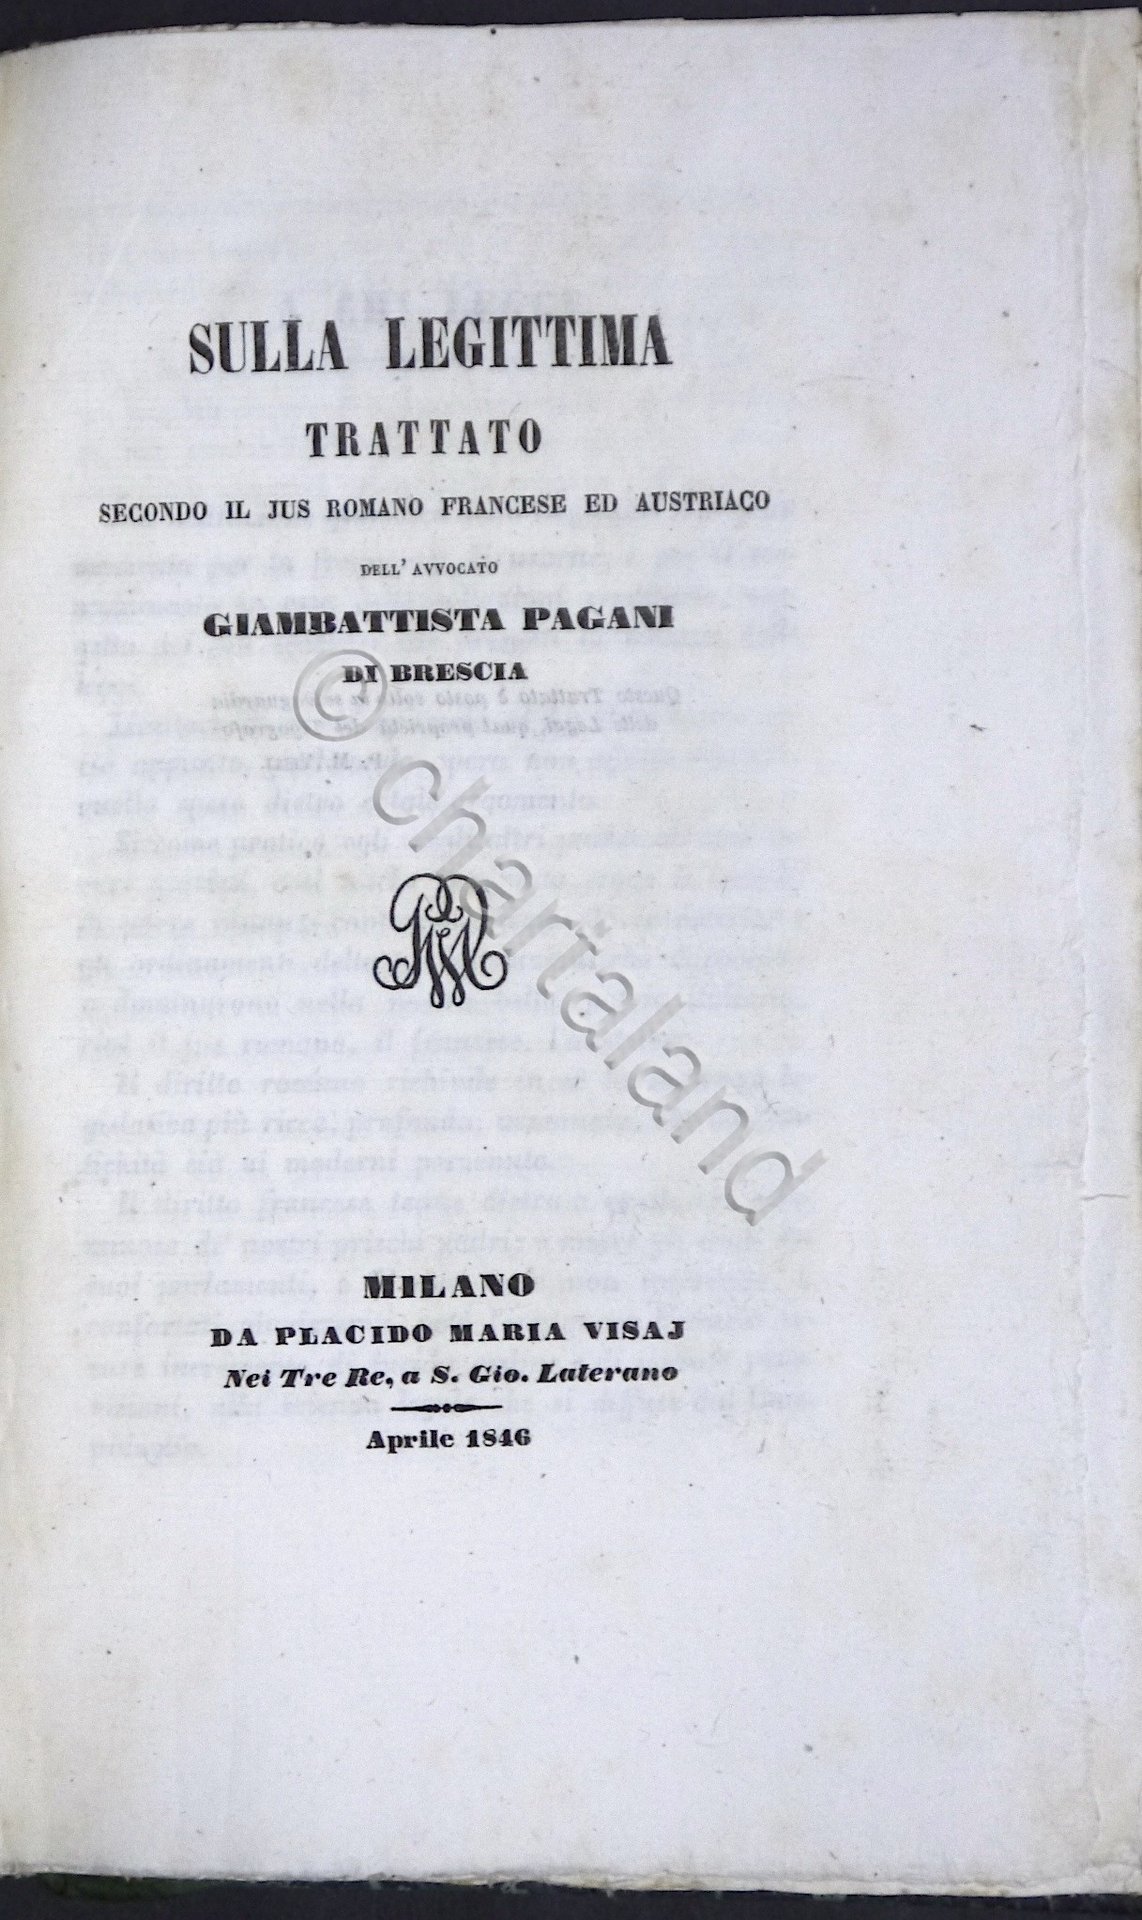 SULLA LEGITTIMA
TRATTATO
SECONDO IL JUS ROMANO FRANCESE ED AUSTRIACO
DELL' AVVOCATO
GIAMBATTISTA PAGANI
DI BRESCIA
© chartaland
MILANO
DA PLACIDO MARIA VISAJ
Nei Tre Re, a S. Gio. Laterano
Aprile 1846